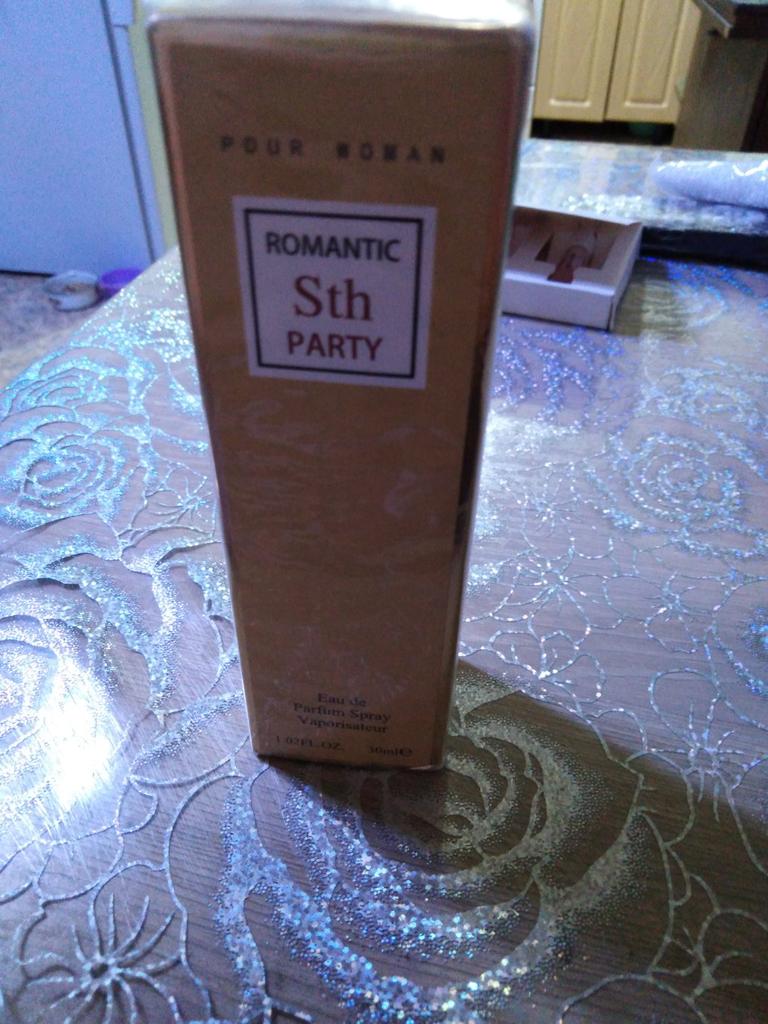 POUR WOMAN
ROMANTIC
Sth
PARTY
Eau de
Parfum Spray
Vaporisateur
1.02FL.OZ. 30ml℮